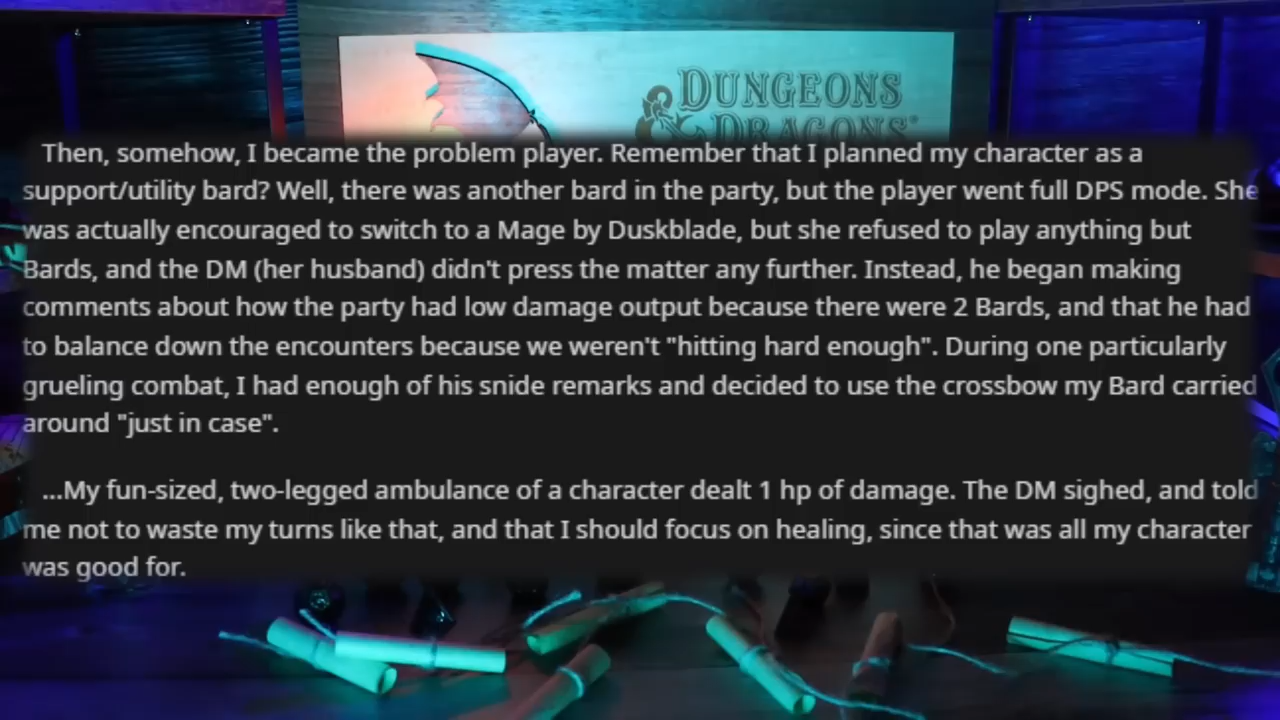 DUNGEONS
& DRAGONS®
Then, somehow, I became the problem player. Remember that I planned my character as a
support/utility bard? Well, there was another bard in the party, but the player went full DPS mode. She
was actually encouraged to switch to a Mage by Duskblade, but she refused to play anything but
Bards, and the DM (her husband) didn't press the matter any further. Instead, he began making
comments about how the party had low damage output because there were 2 Bards, and that he had
to balance down the encounters because we weren't "hitting hard enough". During one particularly
grueling combat, I had enough of his snide remarks and decided to use the crossbow my Bard carried
around "just in case".
...My fun-sized, two-legged ambulance of a character dealt 1 hp of damage. The DM sighed, and told
me not to waste my turns like that, and that I should focus on healing, since that was all my character
was good for.